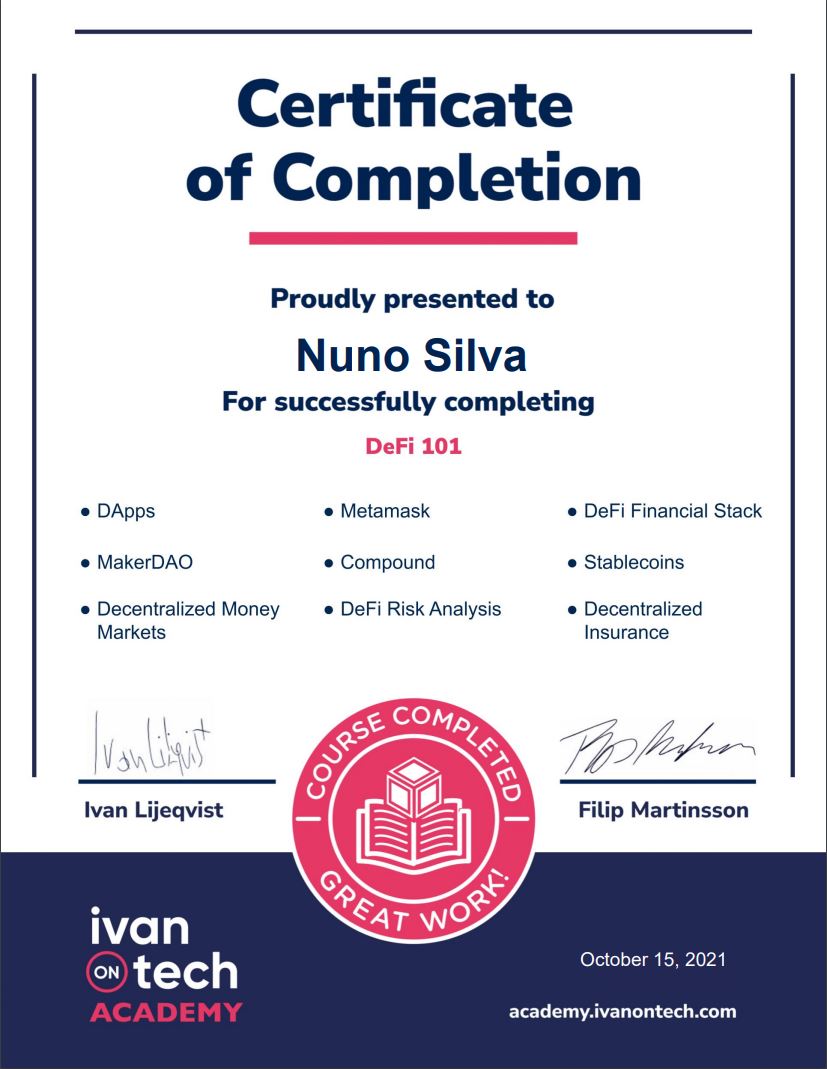 Certificate
of Completion
Proudly presented to
Nuno Silva
For successfully completing
DeFi 101
● DApps
● Metamask
● DeFi Financial Stack
● MakerDAO
● Compound
● Stablecoins
● Decentralized Money
Markets
● DeFi Risk Analysis
● Decentralized
Insurance
Ivan Liljeqvist
Ivan Lijeqvist
Filip Martinsson
COURSE COMPLETED
GREAT WORK!
ivan
ON tech
ACADEMY
October 15, 2021
academy.ivanontech.com